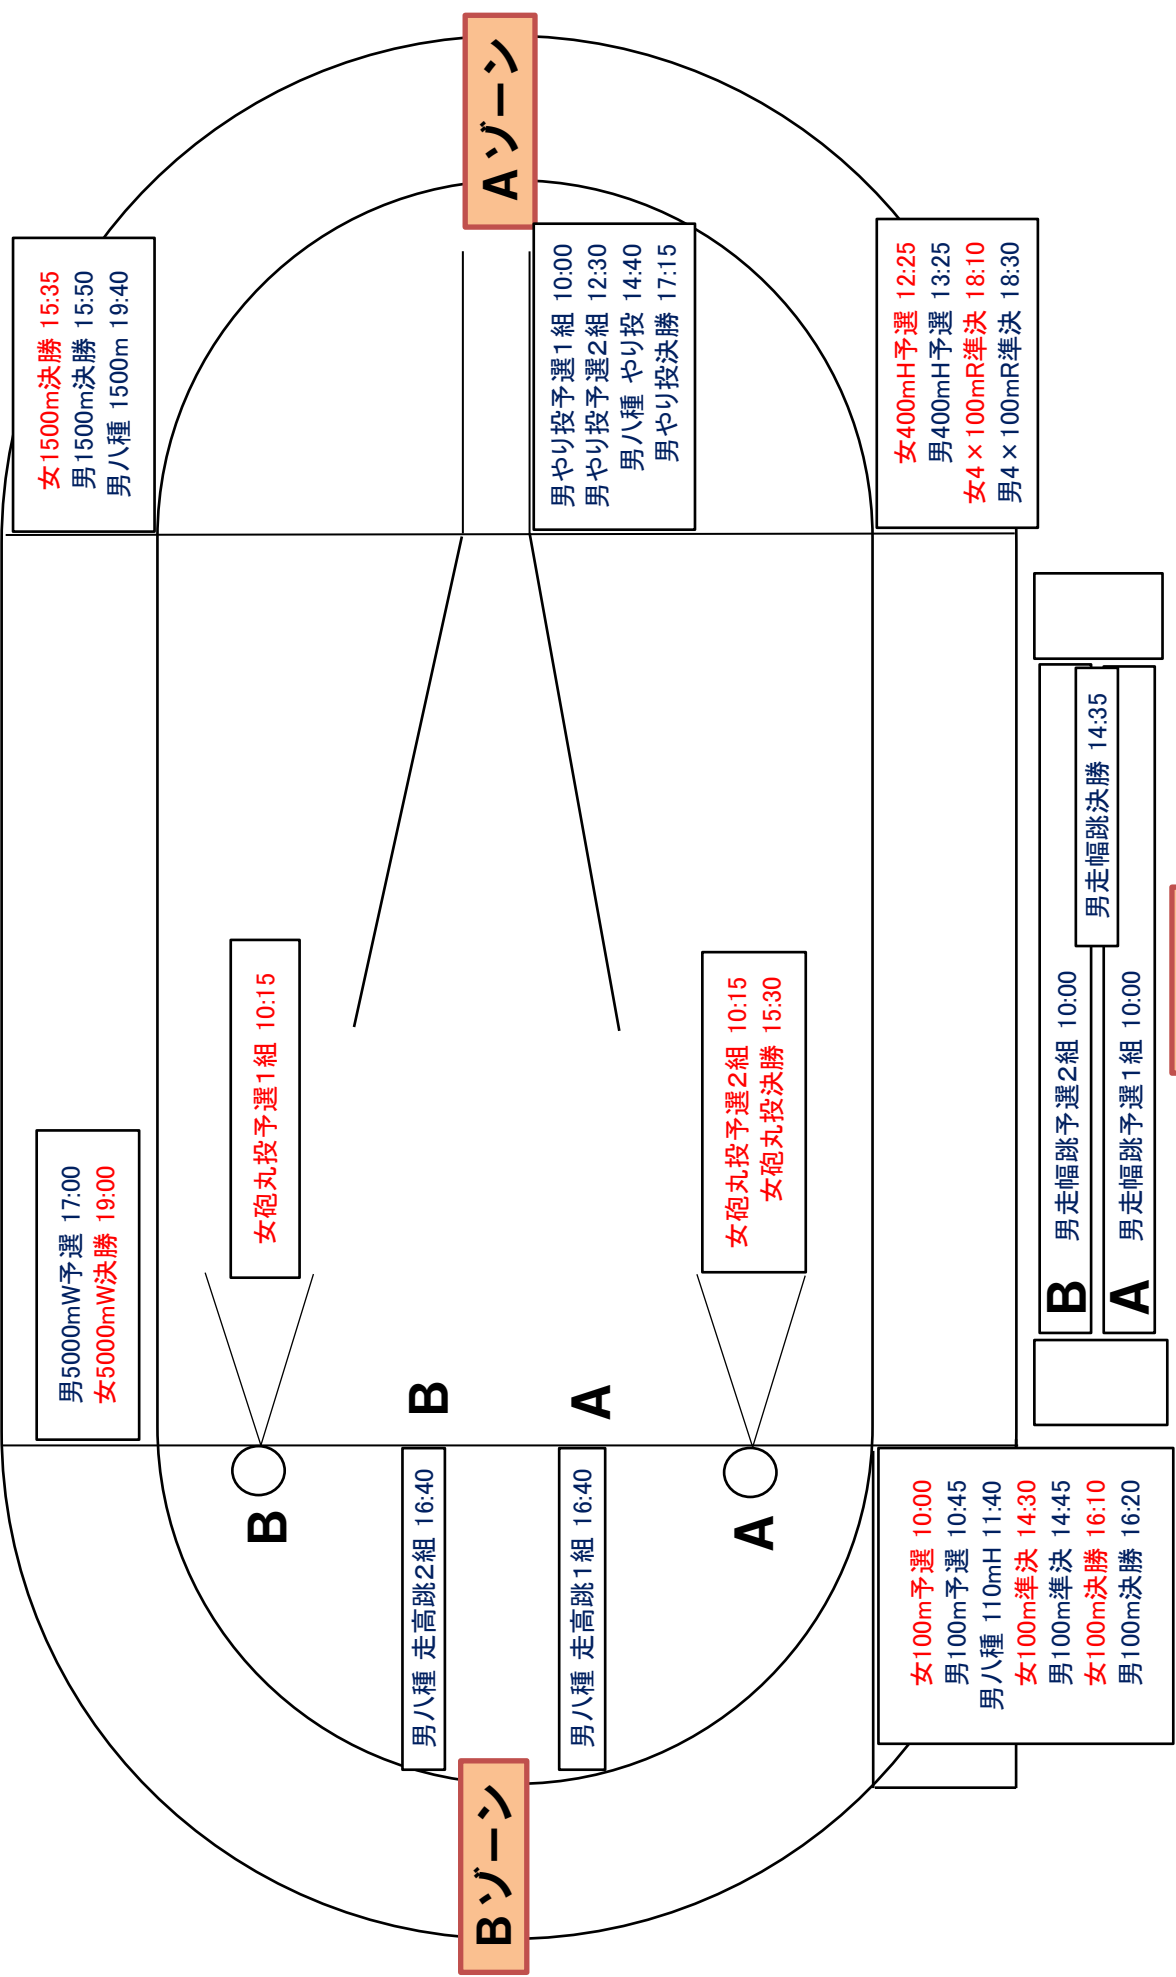 女1500m決勝 15:35
男1500m決勝 15:50
男八種 1500m 19:40
男5000mW予選 17:00
女5000mW決勝 19:00
女砲丸投予選1組 10:15
B
B
男八種 走高跳2組 16:40
Aゾーン
Bゾーン
男やり投予選1組 10:00
男やり投予選2組 12:30
男八種 やり投 14:40
男やり投決勝 17:15
A
男八種 走高跳1組 16:40
女砲丸投予選2組 10:15
女砲丸投決勝 15:30
A
女400mH予選 12:25
男400mH予選 13:25
女4×100mR準決 18:10
男4×100mR準決 18:30
女100m予選 10:00
男100m予選 10:45
男八種 110mH 11:40
女100m準決 14:30
男100m準決 14:45
女100m決勝 16:10
男100m決勝 16:20
B 男走幅跳予選2組 10:00
男走幅跳決勝 14:35
A 男走幅跳予選1組 10:00